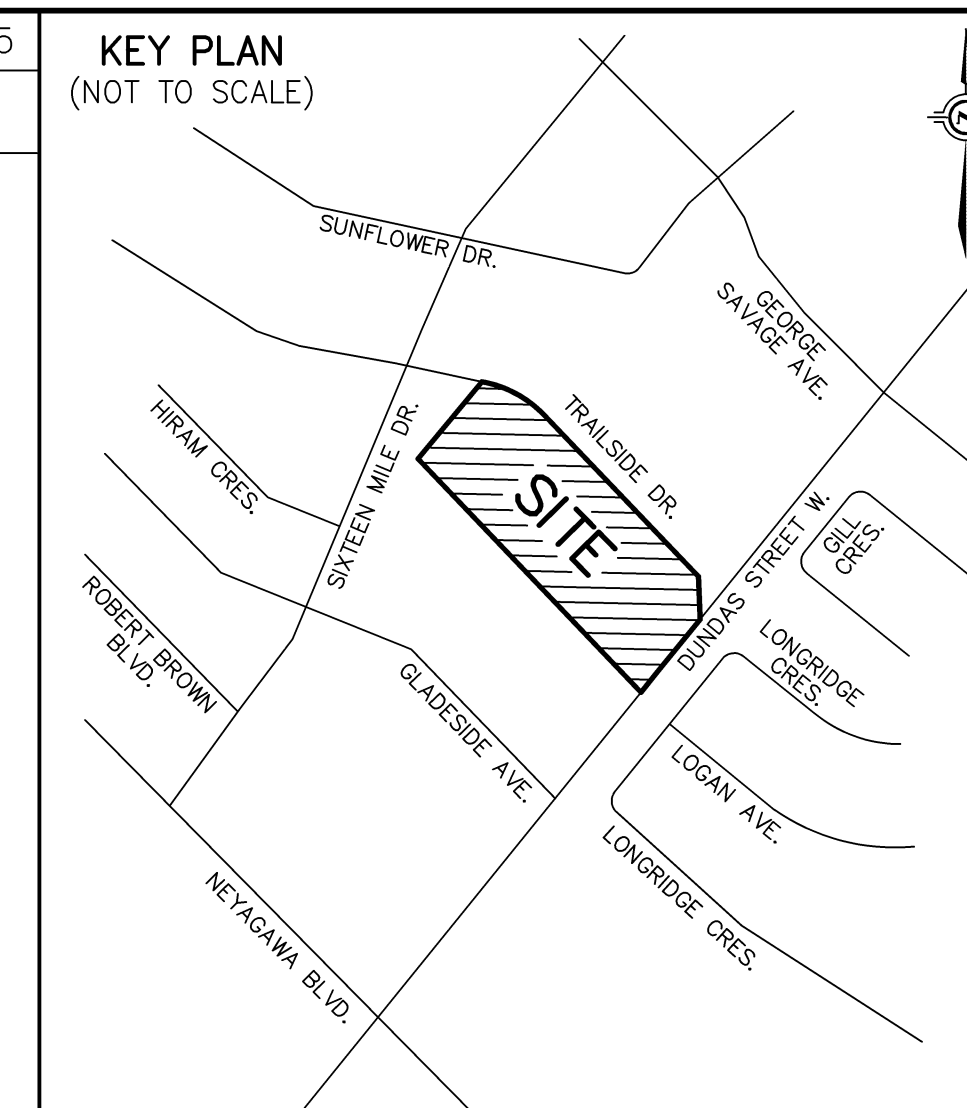 5
KEY PLAN
(NOT TO SCALE)
Z
SUNFLOWER DR.
GEORGE
SAVAGE AVE.
HIRAM CRES.
SIXTEEN MILE DR.
TRAILSIDE DR.
SITE
DUNDAS STREET W.
GILL
CRES.
ROBERT BROWN
BLVD.
LONGRIDGE
CRES.
GLADESIDE AVE.
LOGAN AVE.
LONGRIDGE CRES.
NEYAGAWA BLVD.